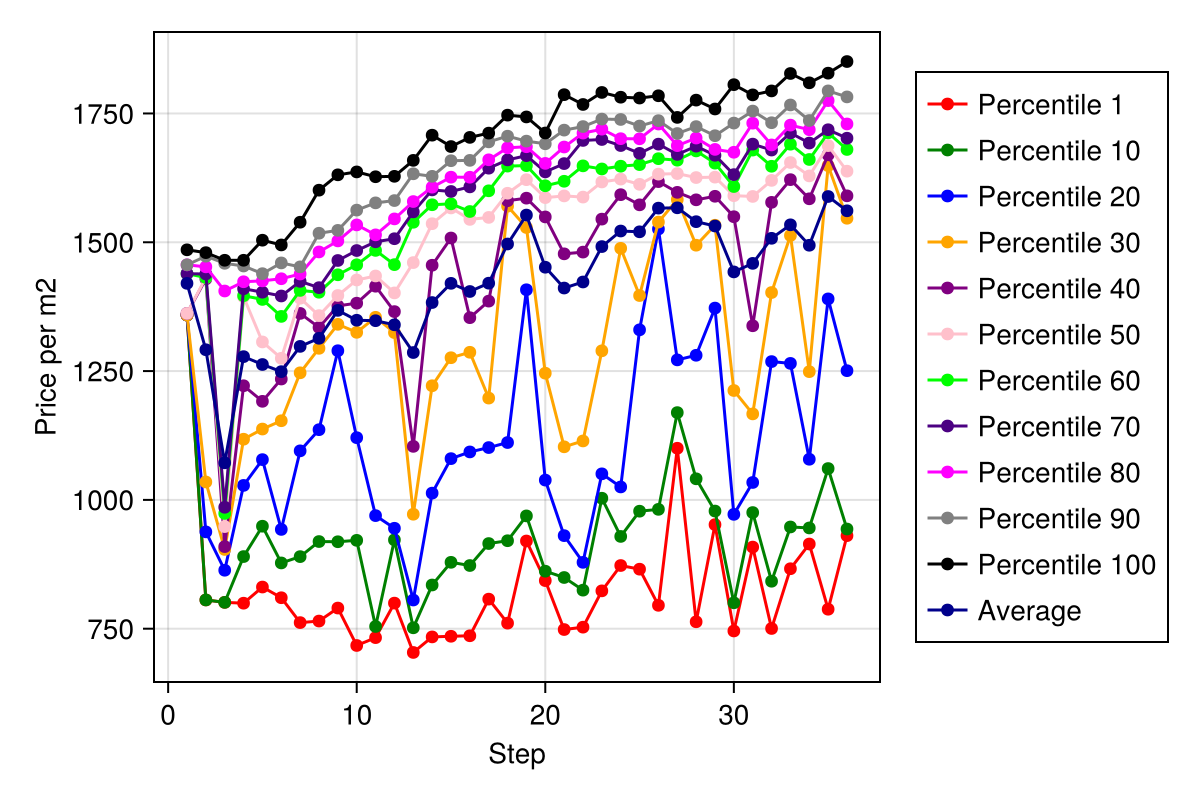 Price per m2
1750
1500
1250
1000
750
0
10
20
30
Step
Percentile 1
Percentile 10
Percentile 20
Percentile 30
Percentile 40
Percentile 50
Percentile 60
Percentile 70
Percentile 80
Percentile 90
Percentile 100
Average